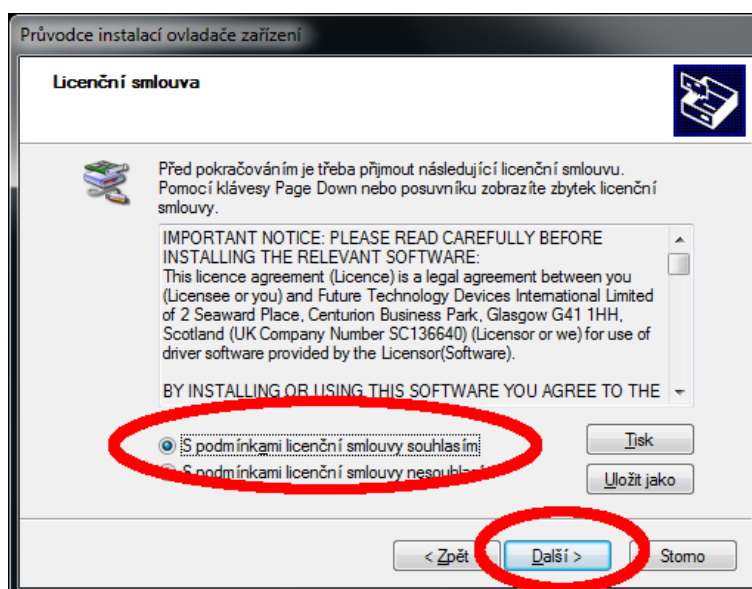 Průvodce instalací ovladače zařízení
Licenční smlouva
Před pokračováním je třeba přijmout následující licenční smlouvu.
Pomocí klávesy Page Down nebo posuvníku zobrazíte zbytek licenční
smlouvy.
IMPORTANT NOTICE: PLEASE READ CAREFULLY BEFORE
INSTALLING THE RELEVANT SOFTWARE:
This licence agreement (Licence) is a legal agreement between you
(Licensee or you) and Future Technology Devices International Limited
of 2 Seaward Place, Centurion Business Park, Glasgow G41 1HH,
Scotland (UK Company Number SC136640) (Licensor or we) for use of
driver software provided by the Licensor(Software).
BY INSTALLING OR USING THIS SOFTWARE YOU AGREE TO THE
S podmínkami licenční smlouvy souhlasím
Tisk
S podmínkami licenční smlouvy nesouhlasím
Uložit jako
< Zpět
Další >
Storno